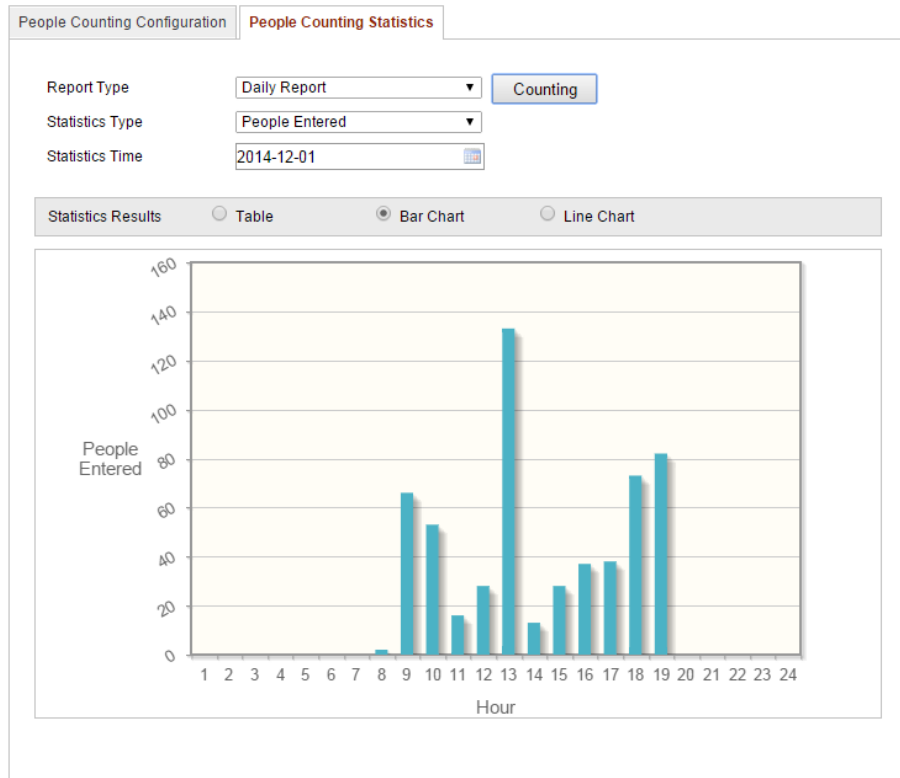 People Counting Configuration People Counting Statistics
Report Type Daily Report Counting
Statistics Type People Entered
Statistics Time 2014-12-01
Statistics Results Table Bar Chart Line Chart
160
140
120
100
80
60
40
20
0
People
Entered
1 2 3 4 5 6 7 8 9 10 11 12 13 14 15 16 17 18 19 20 21 22 23 24
Hour